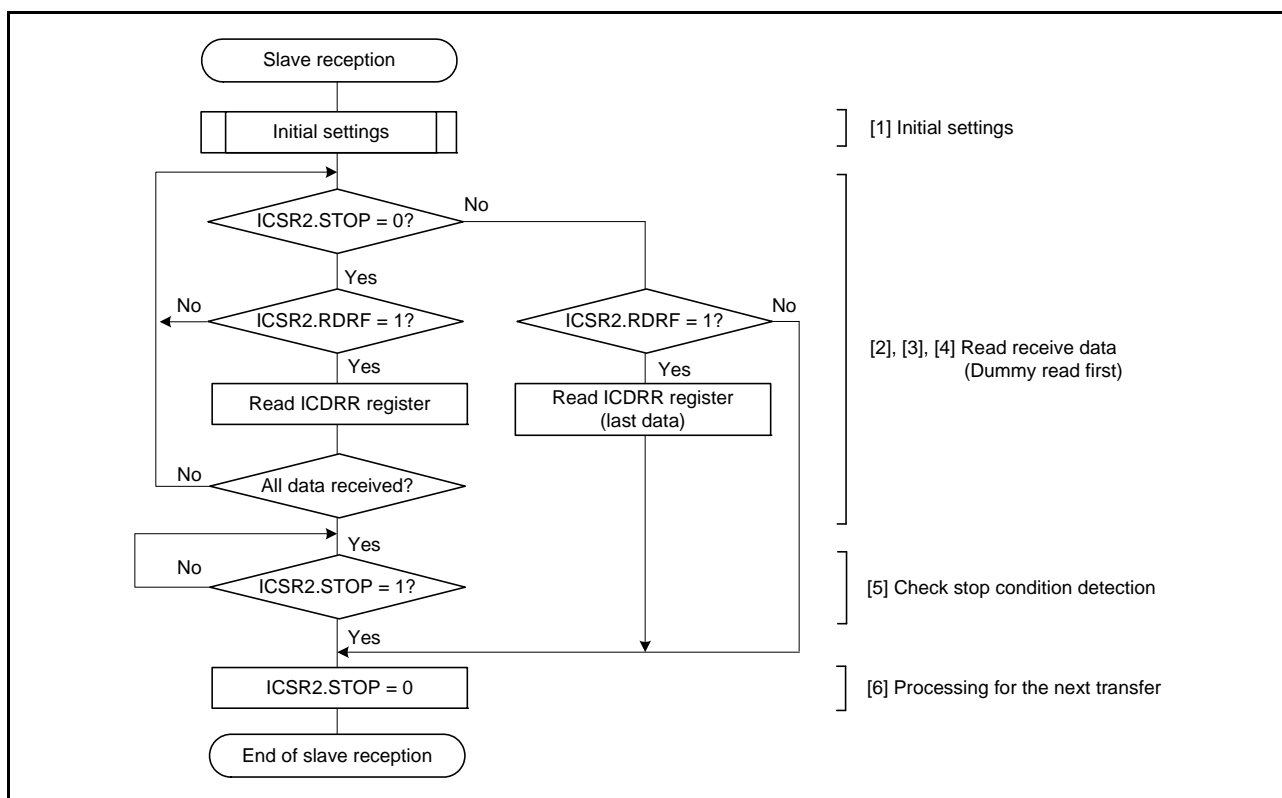 Slave reception
Initial settings
[1] Initial settings
ICSR2.STOP = 0?
No
Yes
No
ICSR2.RDRF = 1?
ICSR2.RDRF = 1?
No
[2], [3], [4] Read receive data
(Dummy read first)
Yes
Yes
Read ICDRR register
Read ICDRR register
(last data)
No
All data received?
Yes
No
ICSR2.STOP = 1?
[5] Check stop condition detection
Yes
ICSR2.STOP = 0
[6] Processing for the next transfer
End of slave reception